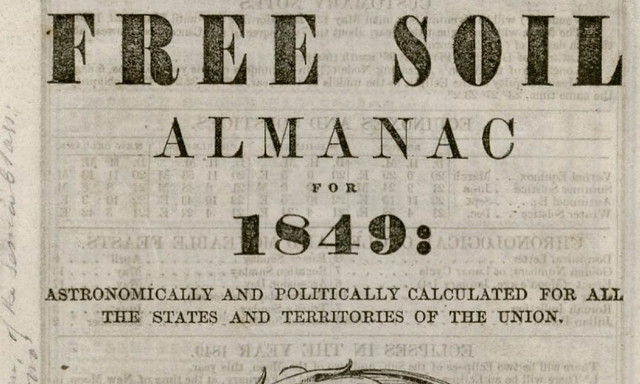 FREE SOIL
ALMANAC
FOR
1849:
ASTRONOMICALLY AND POLITICALLY CALCULATED FOR ALL
THE STATES AND TERRITORIES OF THE UNION.